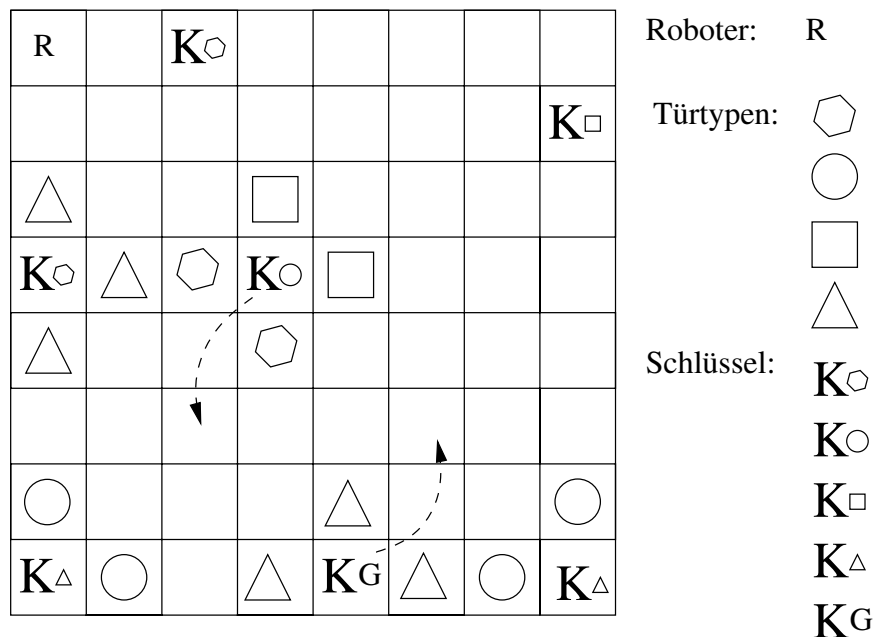 R K Roboter: R
K Türtypen:
K K
Schlüssel: K
K
K
K KG K K
KG